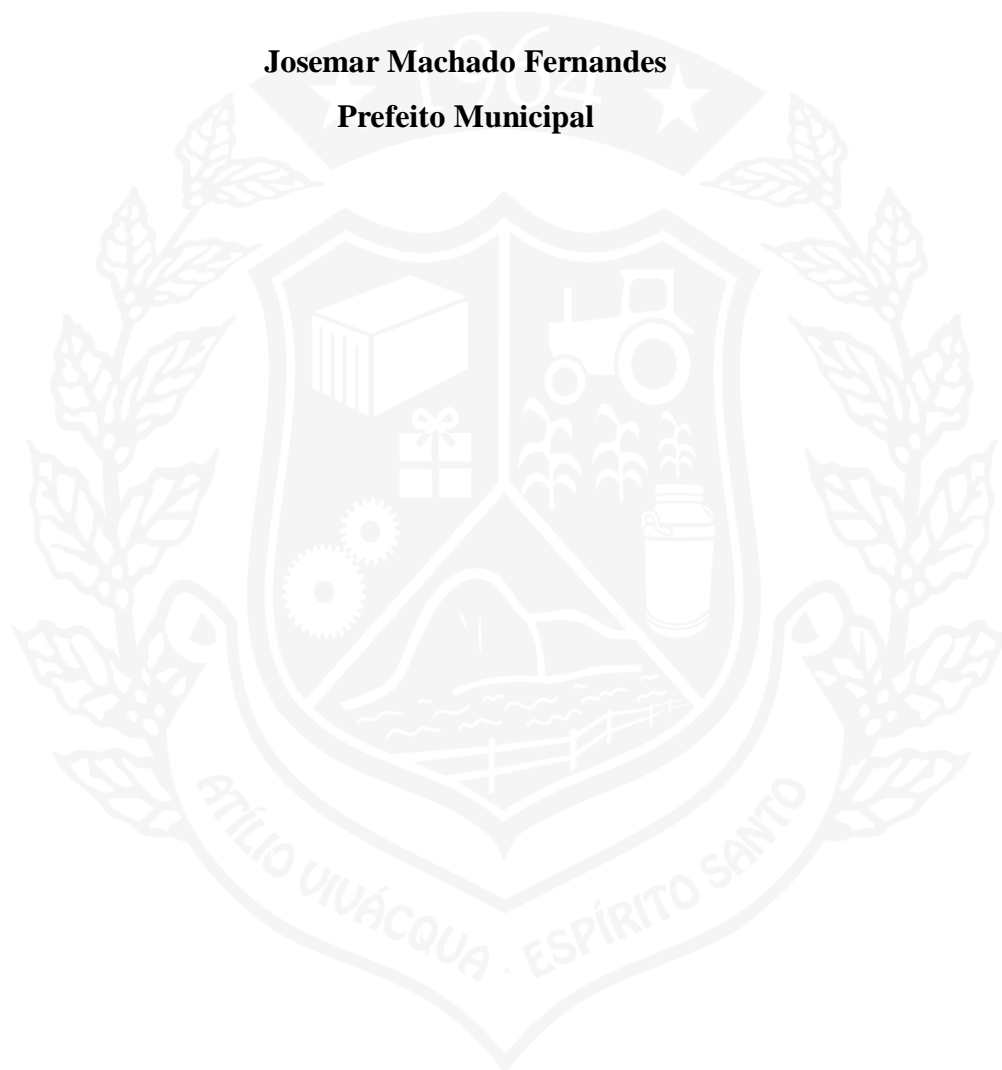 1964
Josemar Machado Fernandes
Prefeito Municipal
ATÍLIO VIVÁCQUA . ESPÍRITO SANTO